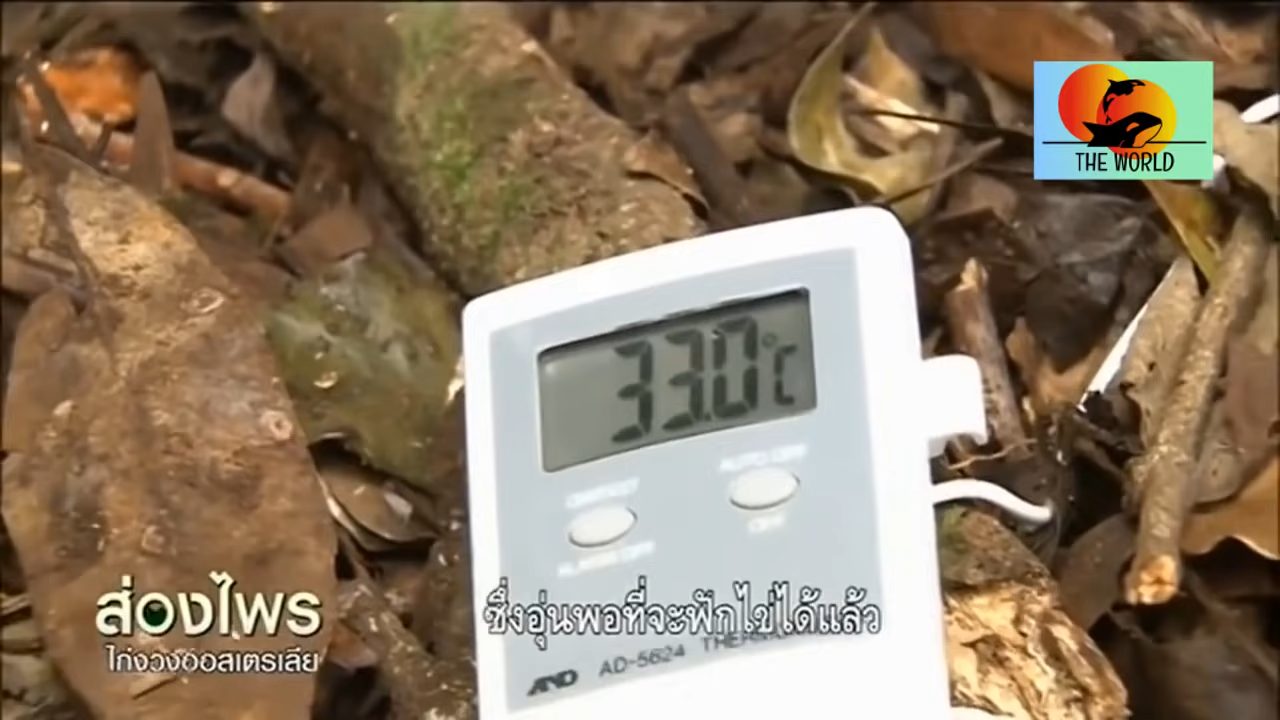 THE WORLD
33.0°C
AUTO OFF
OFF
ซึ่งอุ่นพอที่จะฟักไข่ได้แล้ว
AND AD-5624
ส่องไพร
ไก่งวงออสเตรเลีย